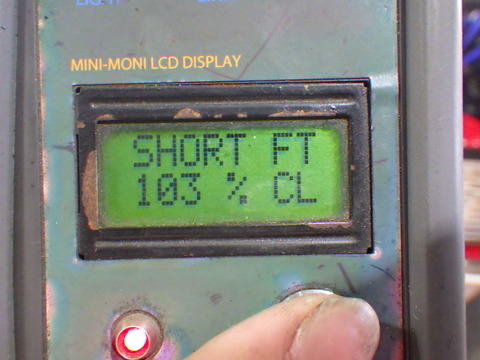 MINI-MONI LCD DISPLAY
SHORT FT
103 % CL